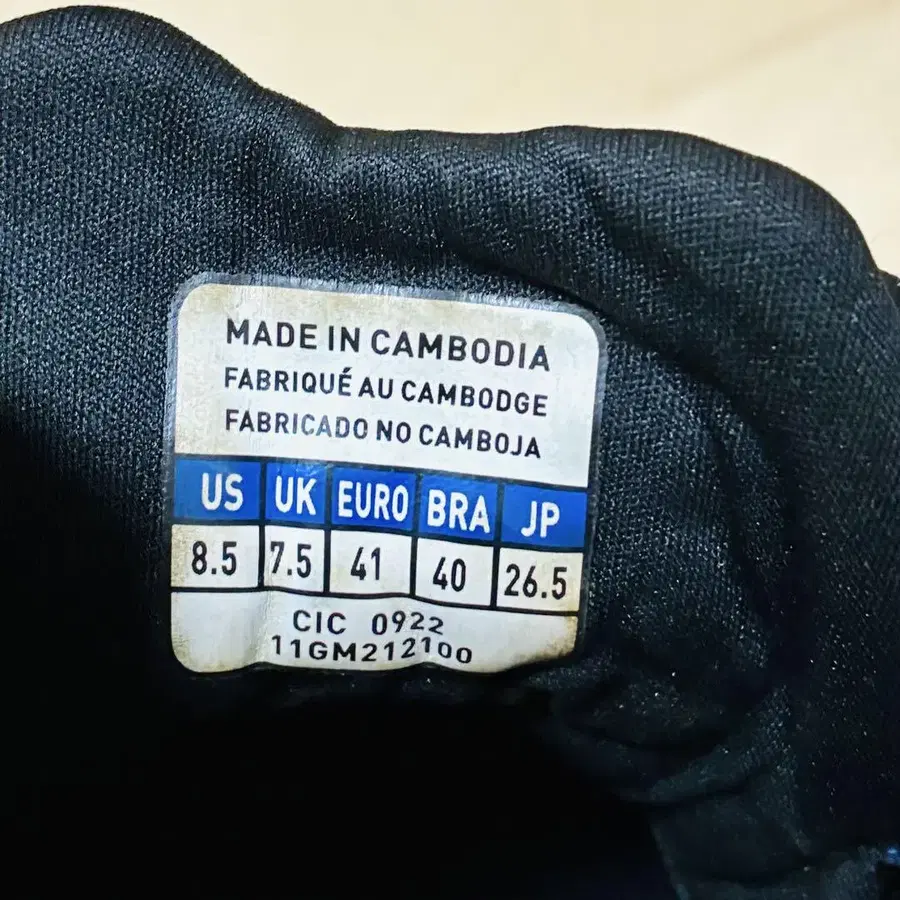 MADE IN CAMBODIA
FABRIQUÉ AU CAMBODGE
FABRICADO NO CAMBOJA
US UK EURO BRA JP
8.5 7.5 41 40 26.5
CIC 0922
11GM212100